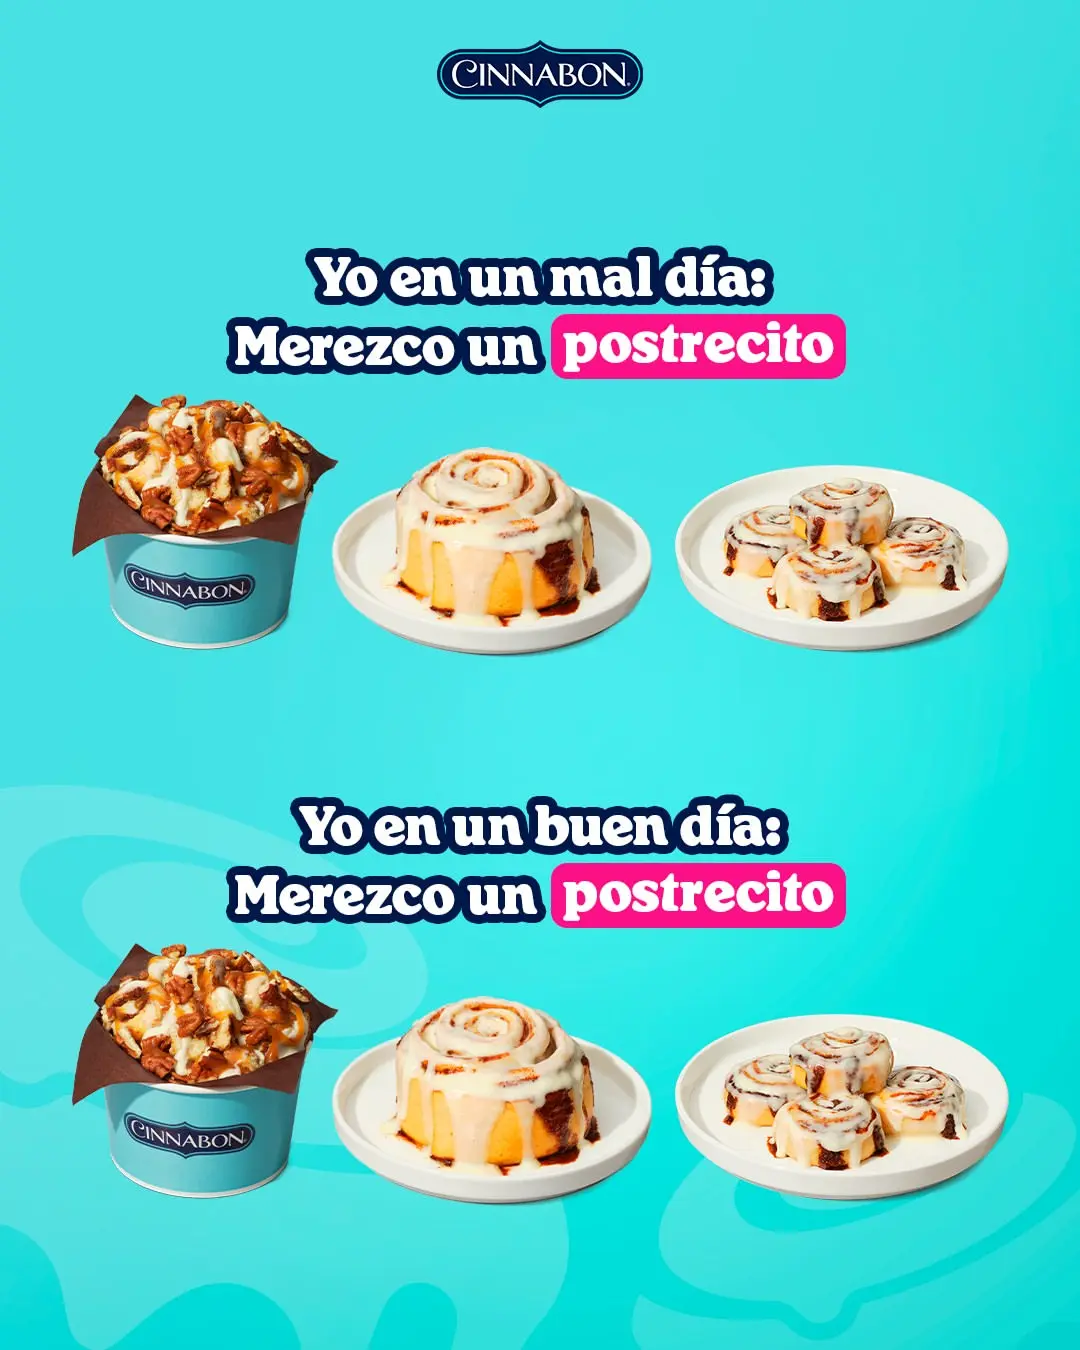 CINNABON
Yo en un mal día:
Merezco un postrecito
CINNABON
Yo en un buen día:
Merezco un postrecito
CINNABON